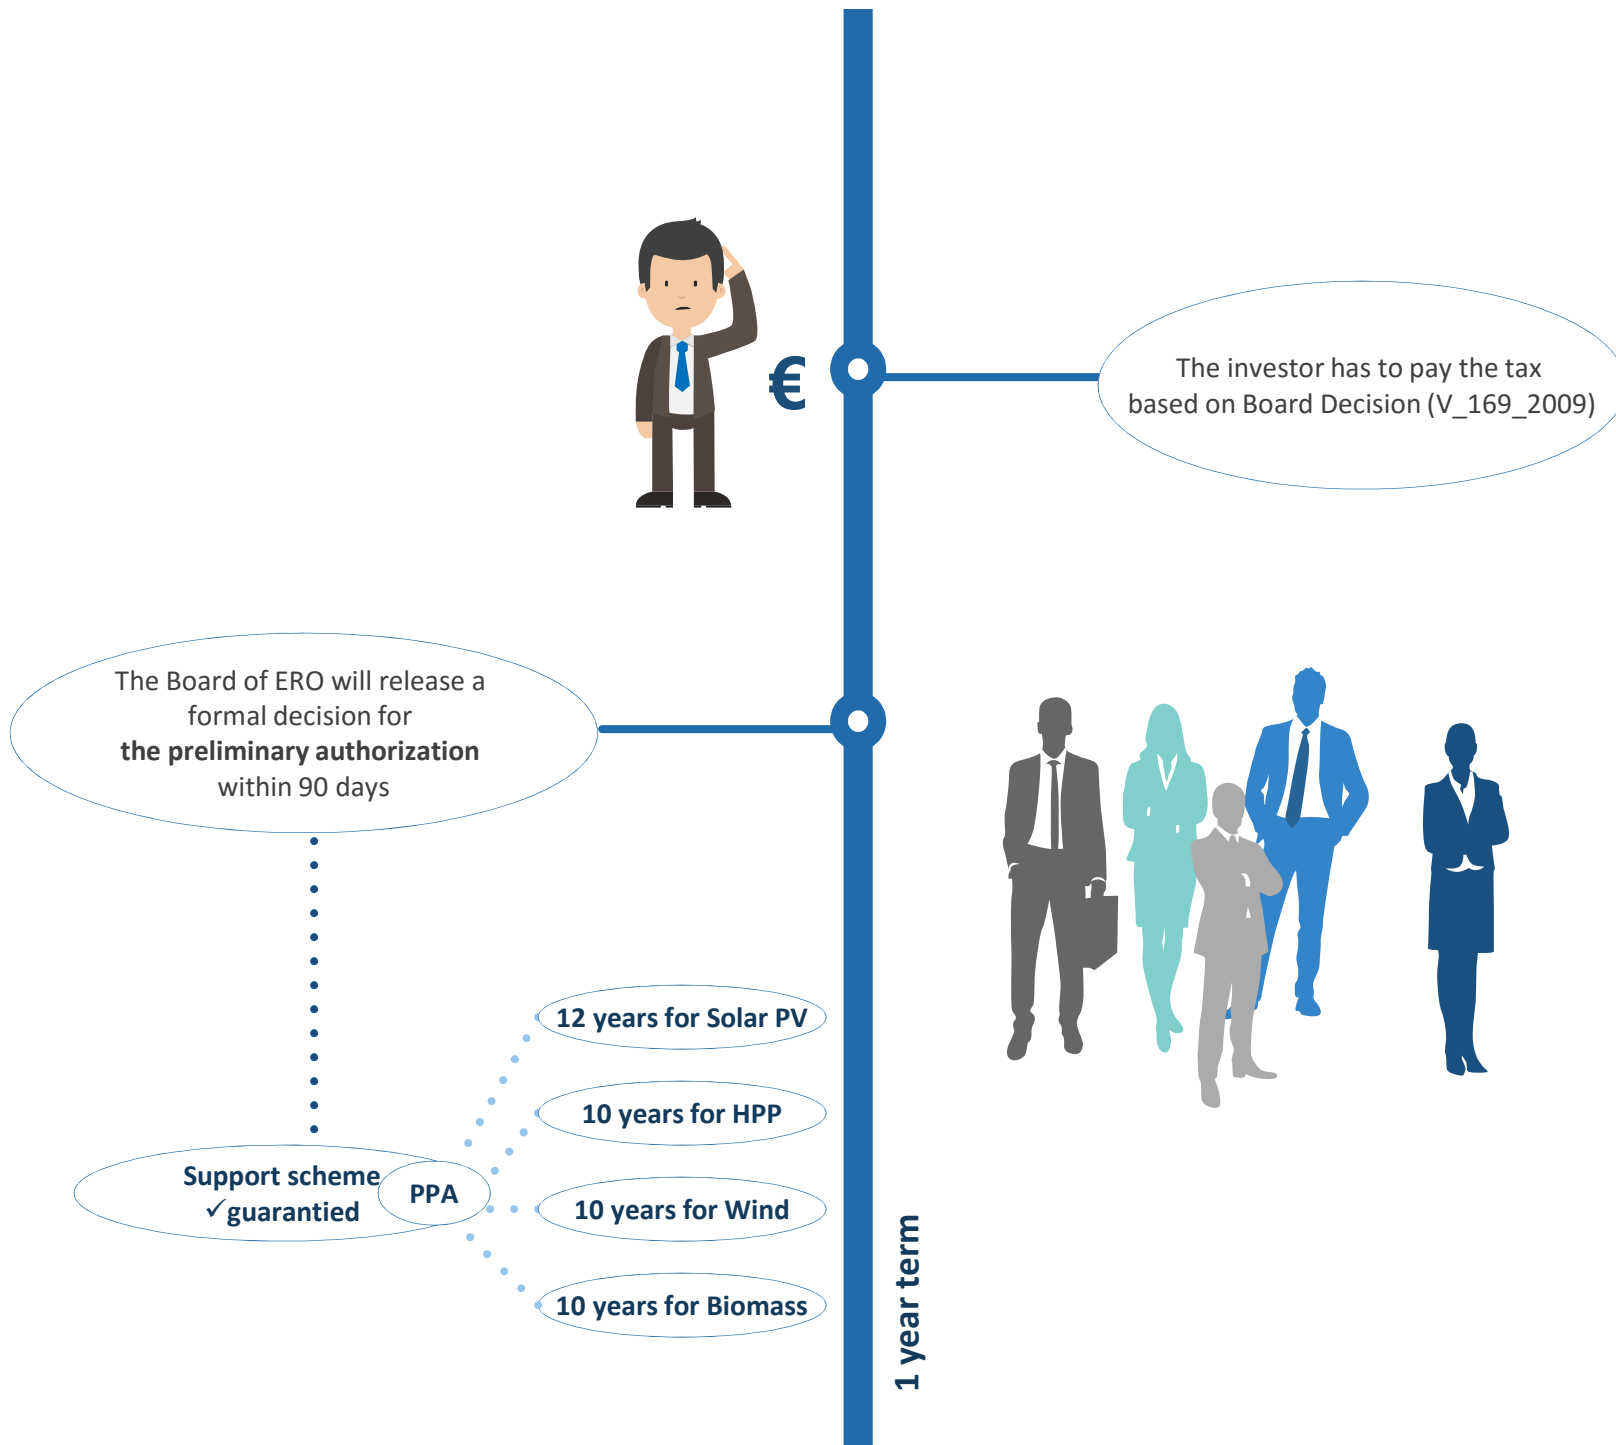 €
The investor has to pay the tax
based on Board Decision (V_169_2009)
The Board of ERO will release a
formal decision for
the preliminary authorization
within 90 days
12 years for Solar PV
10 years for HPP
Support scheme
✓guarantied
PPA
10 years for Wind
10 years for Biomass
1 year term